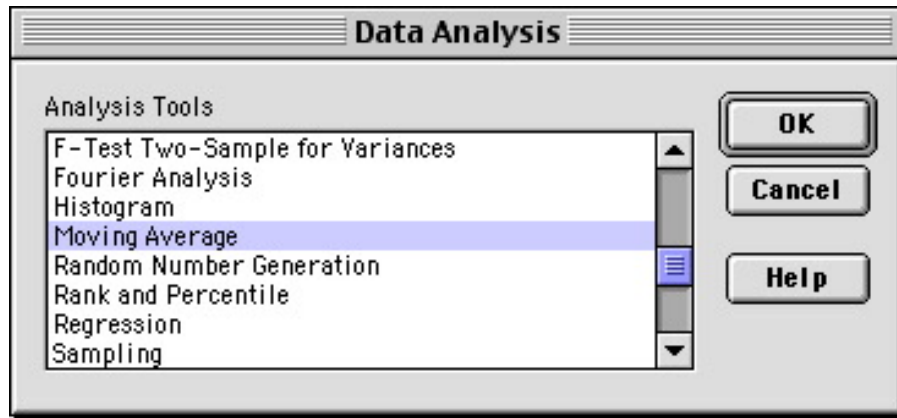 Data Analysis
Analysis Tools
F-Test Two-Sample for Variances
Fourier Analysis
Histogram
Moving Average
Random Number Generation
Rank and Percentile
Regression
Sampling
OK
Cancel
Help